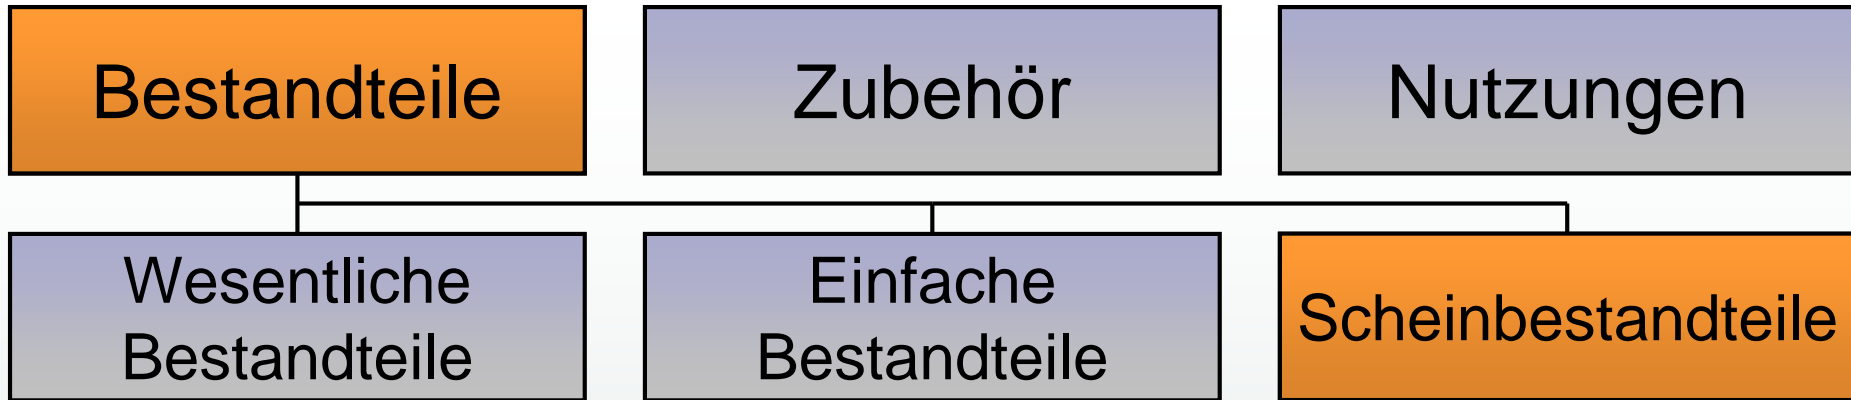 Bestandteile
Zubehör
Nutzungen
Wesentliche
Bestandteile
Einfache
Bestandteile
Scheinbestandteile